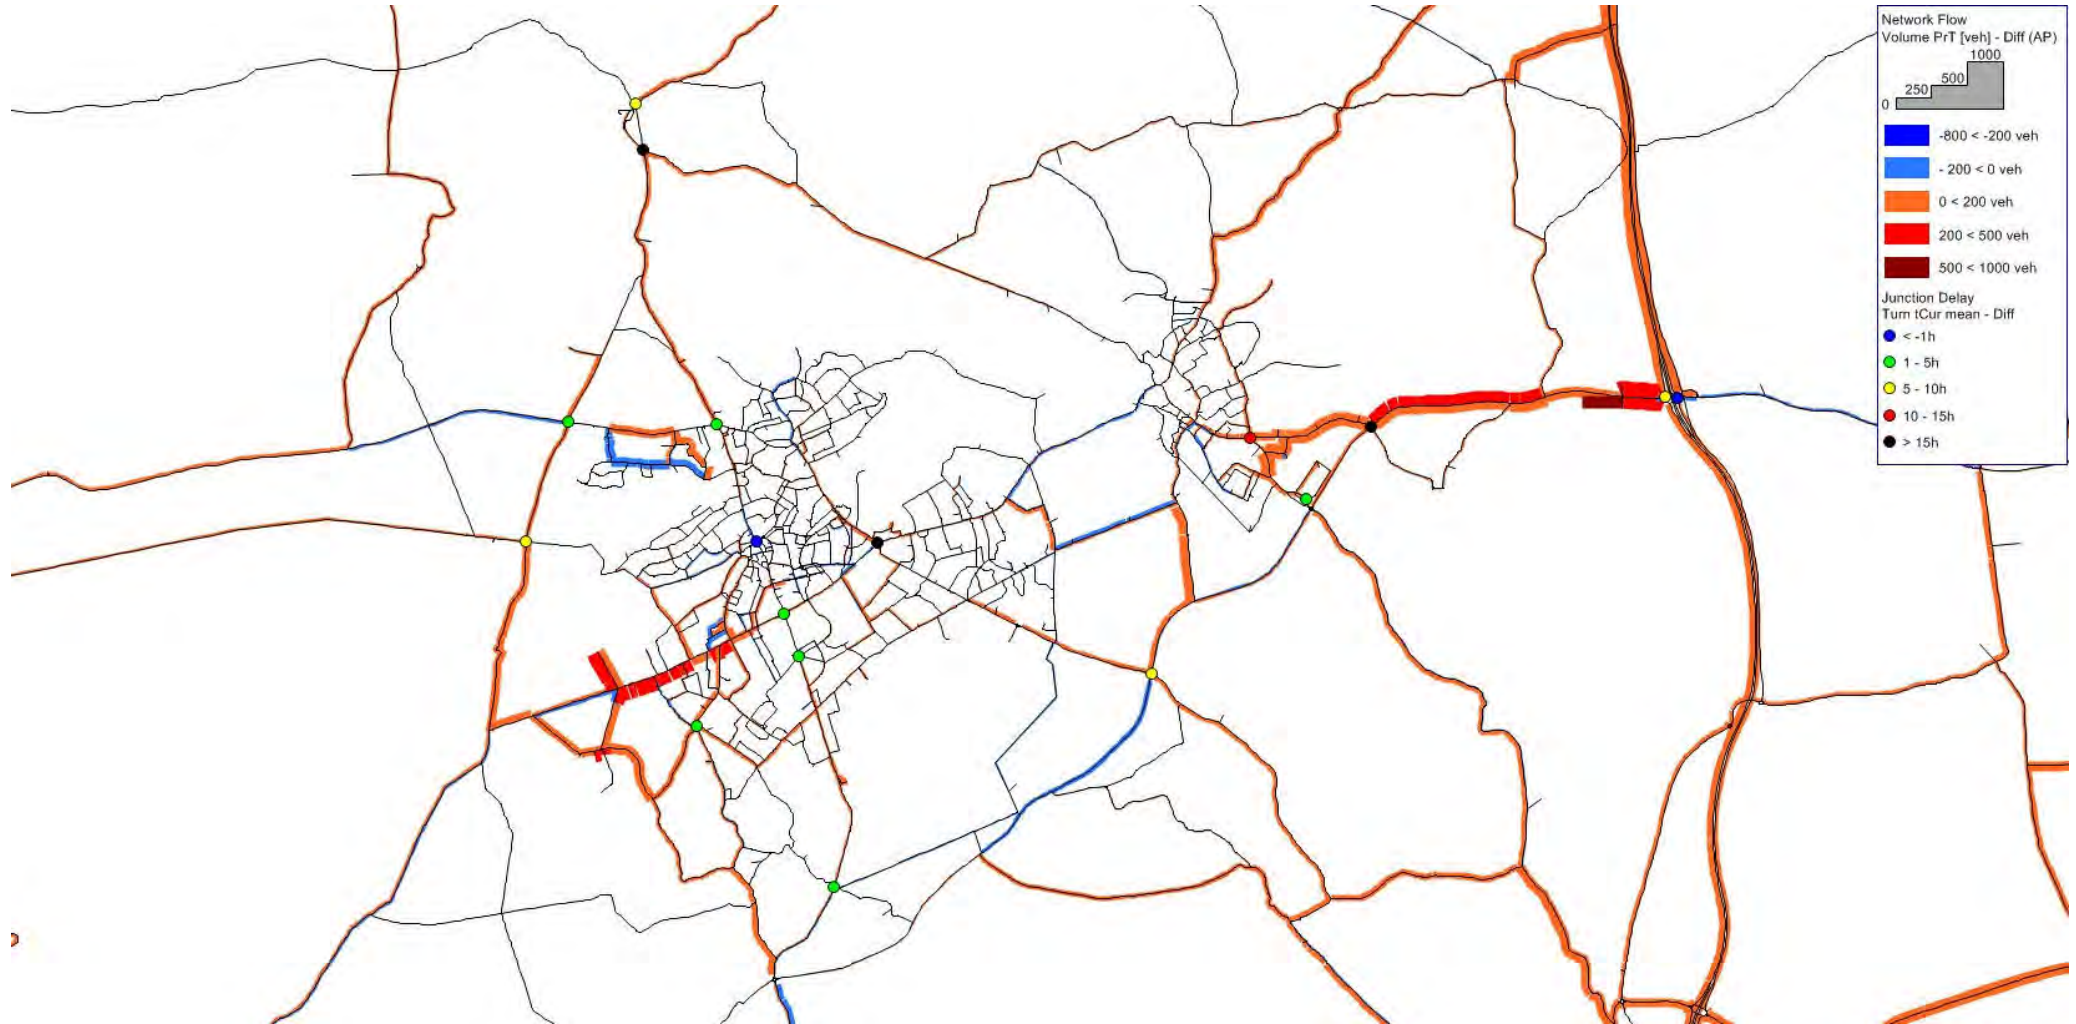 Network Flow
Volume PrT [veh] - Diff (AP)
1000
500
250
0
-800 < -200 veh
- 200 < 0 veh
0 < 200 veh
200 < 500 veh
500 < 1000 veh
Junction Delay
Turn tCur mean - Diff
< -1h
1 - 5h
5 - 10h
10 - 15h
> 15h